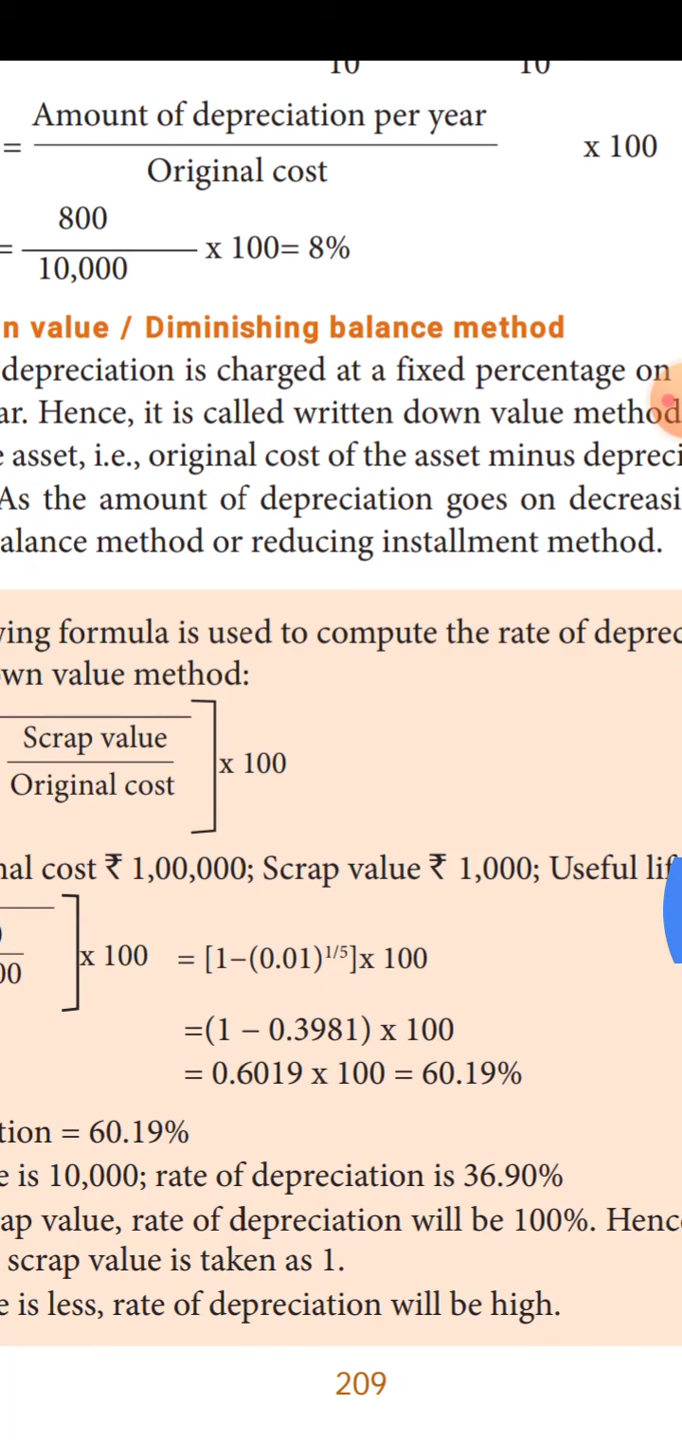 10 10
Amount of depreciation per year
= x 100
Original cost
800
= x 100= 8%
10,000
n value / Diminishing balance method
depreciation is charged at a fixed percentage on
ar. Hence, it is called written down value method
e asset, i.e., original cost of the asset minus depreci
As the amount of depreciation goes on decreasi
alance method or reducing installment method.
ving formula is used to compute the rate of deprec
wn value method:
Scrap value
] x 100
Original cost
nal cost ₹ 1,00,000; Scrap value ₹ 1,000; Useful lif
0
] x 100 = [1–(0.01)^1/5]x 100
00
=(1 – 0.3981) x 100
= 0.6019 x 100 = 60.19%
tion = 60.19%
e is 10,000; rate of depreciation is 36.90%
ap value, rate of depreciation will be 100%. Henc
scrap value is taken as 1.
e is less, rate of depreciation will be high.
209